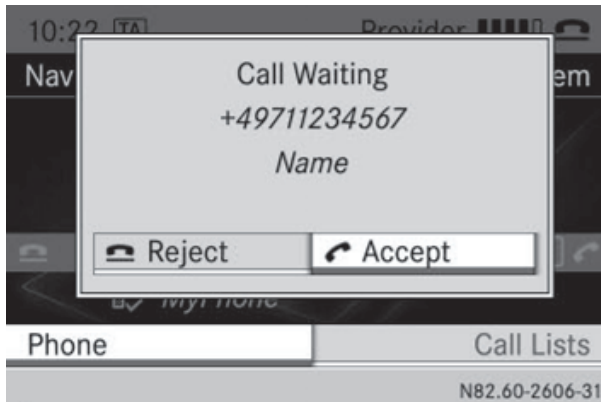 10:22 TA Provider
Nav em
Call Waiting
+49711234567
Name
Reject Accept
MyPhone
Phone Call Lists
N82.60-2606-31